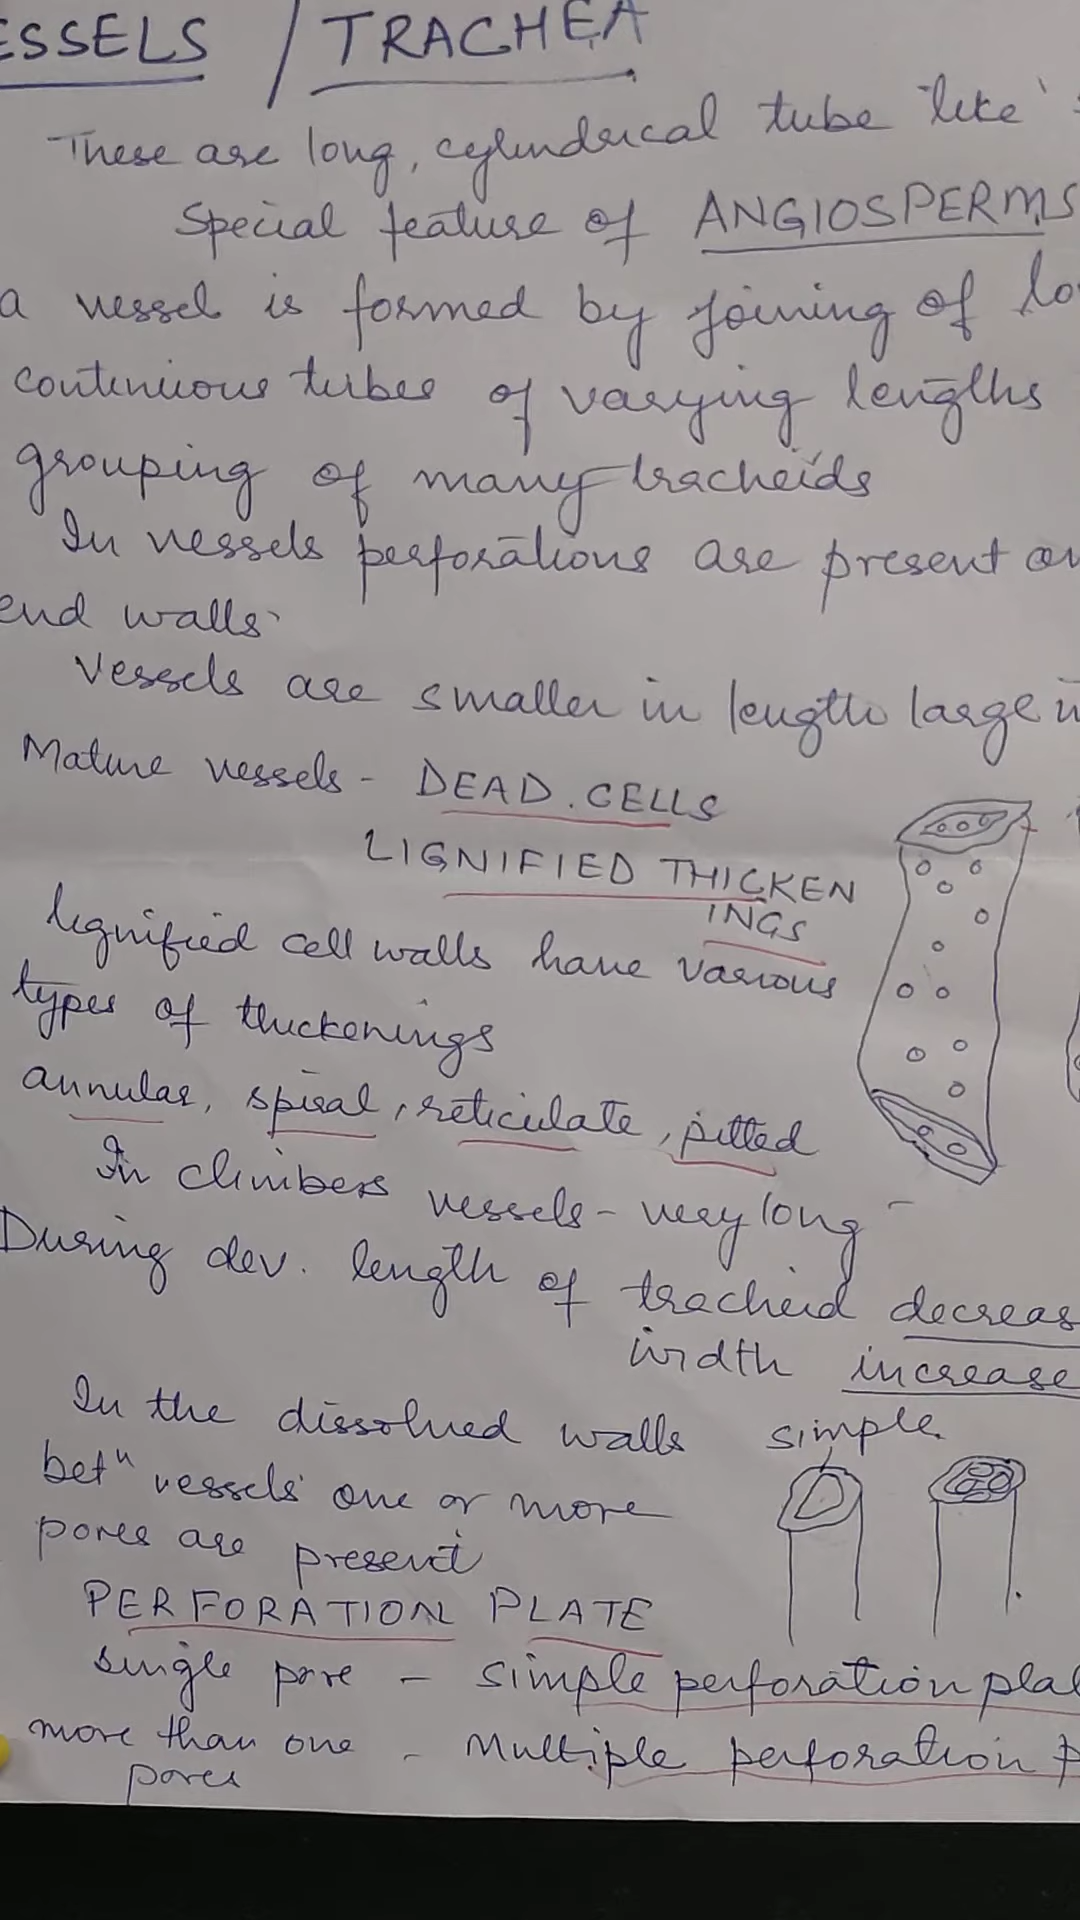 ESSELS / TRACHEA
These are long, cylindrical tube 'like'
Special feature of ANGIOSPERMS
a vessel is formed by joining of lo
continuous tubes of varying lengths
grouping of many tracheids
In vessels perforations are present on
end walls.
Vessels are smaller in length large i
Mature vessels - DEAD. CELLS
LIGNIFIED THICKEN
INGS
lignified cell walls have various
types of thickenings
annular, spiral, reticulate, pitted
In climbers vessels - very long -
During dev. length of tracheid decreas
width increase
In the dissolved walls
simple.
betn vessels one or more
pores are present
PERFORATION PLATE
single pore - simple perforation plat
more than one - Multiple perforation p
pores